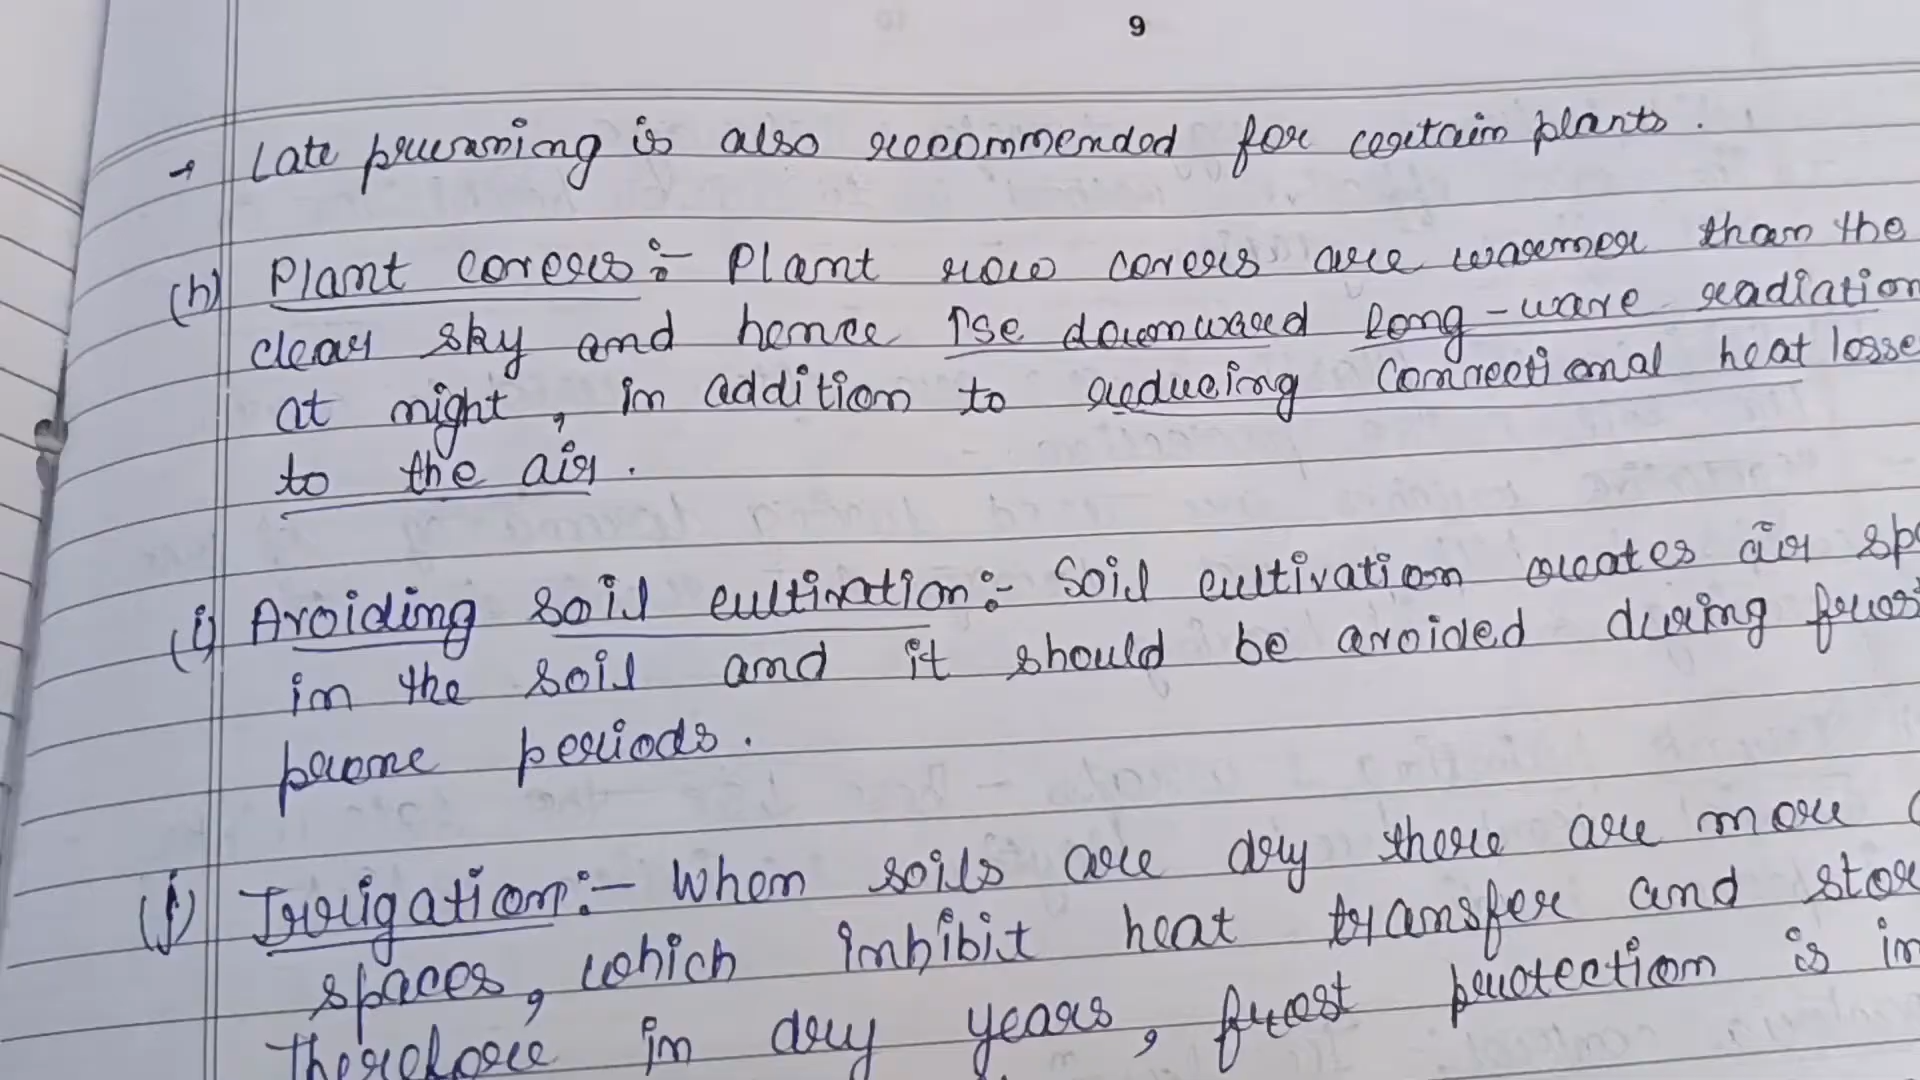 9
→ Late pruning is also recommended for certain plants.
(h) Plant covers :- Plant row covers are warmer than the
clear sky and hence ↑se downward long-wave radiation
at night, in addition to reducing convectional heat losse
to the air.
(i) Avoiding soil cultivation :- Soil cultivation creates air spa
in the soil and it should be avoided during frost
prone periods.
(j) Irrigation :- When soils are dry there are more
spaces, which inhibit heat transfer and stor
Therefore in dry years, frost protection is im